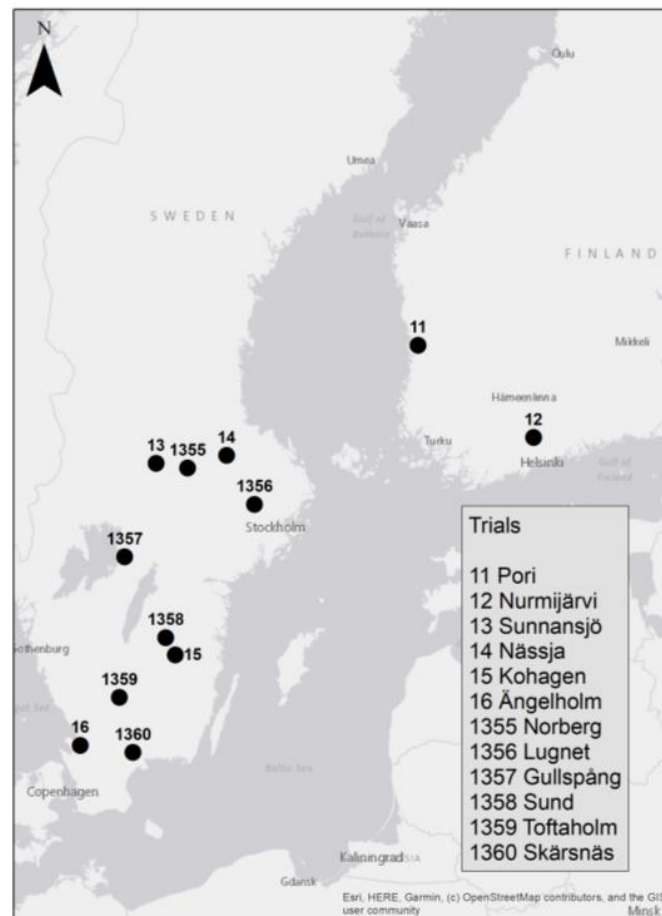 N
Oulu
Umea
SWEDEN
Vaasa
Gulf of
Bothnia
FINLAND
11
Mikkeli
Hämeenlinna
12
14
13
1355
Turku
Helsinki
Gulf of
Finland
1356
Stockholm
1357
1358
15
1359
16
1360
Copenhagen
Baltic Sea
Kaliningrad
Gdansk
Minsk
Trials
11 Pori
12 Nurmijärvi
13 Sunnansjö
14 Nässja
15 Kohagen
16 Ängelholm
1355 Norberg
1356 Lugnet
1357 Gullspång
1358 Sund
1359 Toftaholm
1360 Skärsnäs
Esri, HERE, Garmin, (c) OpenStreetMap contributors, and the GIS
user community